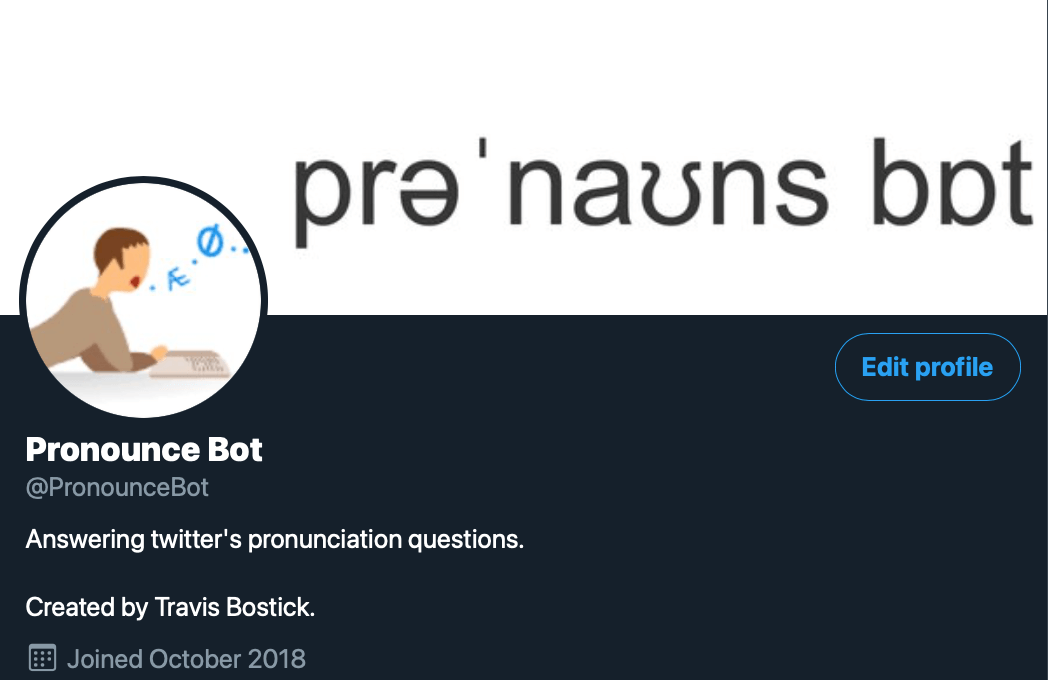 prəˈnaʊns bɒt
Æ Ø
Edit profile
Pronounce Bot
@PronounceBot
Answering twitter's pronunciation questions.
Created by Travis Bostick.
Joined October 2018